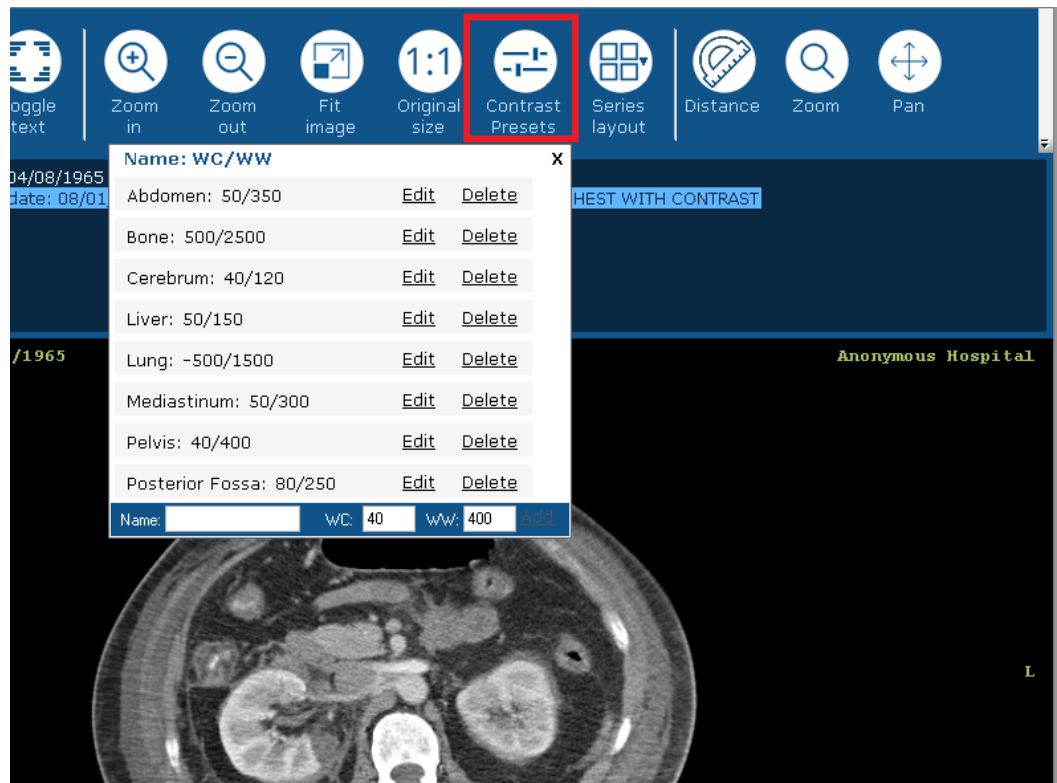 oggle
text
Zoom
in
Zoom
out
Fit
image
1:1
Original
size
Contrast
Presets
Series
layout
Distance
Zoom
Pan
04/08/1965
date: 08/01
HEST WITH CONTRAST
Name: WC/WW X
Abdomen: 50/350 Edit Delete
Bone: 500/2500 Edit Delete
Cerebrum: 40/120 Edit Delete
Liver: 50/150 Edit Delete
Lung: -500/1500 Edit Delete
Mediastinum: 50/300 Edit Delete
Pelvis: 40/400 Edit Delete
Posterior Fossa: 80/250 Edit Delete
Name: WC: 40 WW: 400 Add
/1965
Anonymous Hospital
L